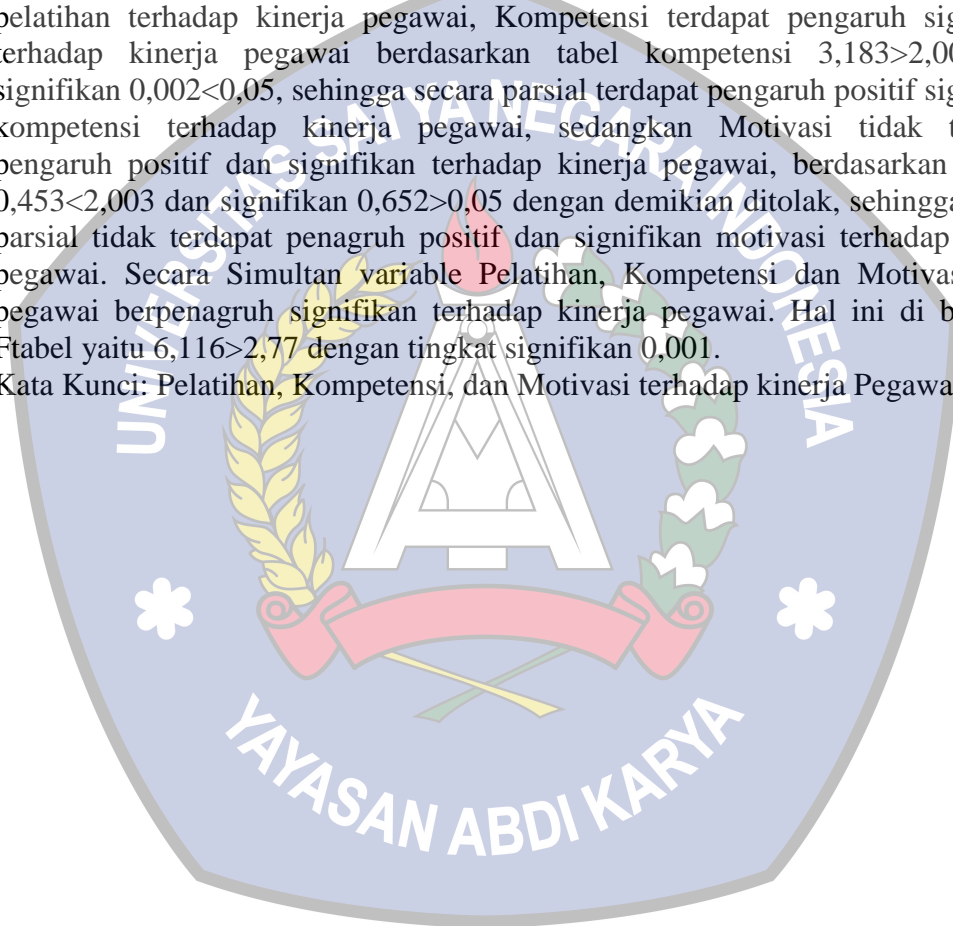 pelatihan terhadap kinerja pegawai, Kompetensi terdapat pengaruh sig
terhadap kinerja pegawai berdasarkan tabel kompetensi 3,183>2,00
signifikan 0,002<0,05, sehingga secara parsial terdapat pengaruh positif sig
kompetensi terhadap kinerja pegawai, sedangkan Motivasi tidak t
pengaruh positif dan signifikan terhadap kinerja pegawai, berdasarkan
0,453<2,003 dan signifikan 0,652>0,05 dengan demikian ditolak, sehingga
parsial tidak terdapat penagruh positif dan signifikan motivasi terhadap
pegawai. Secara Simultan variable Pelatihan, Kompetensi dan Motivas
pegawai berpenagruh signifikan terhadap kinerja pegawai. Hal ini di b
Ftabel yaitu 6,116>2,77 dengan tingkat signifikan 0,001.
Kata Kunci: Pelatihan, Kompetensi, dan Motivasi terhadap kinerja Pegawa
UNIVERSITAS SATYA NEGARA INDONESIA
YAYASAN ABDI KARYA